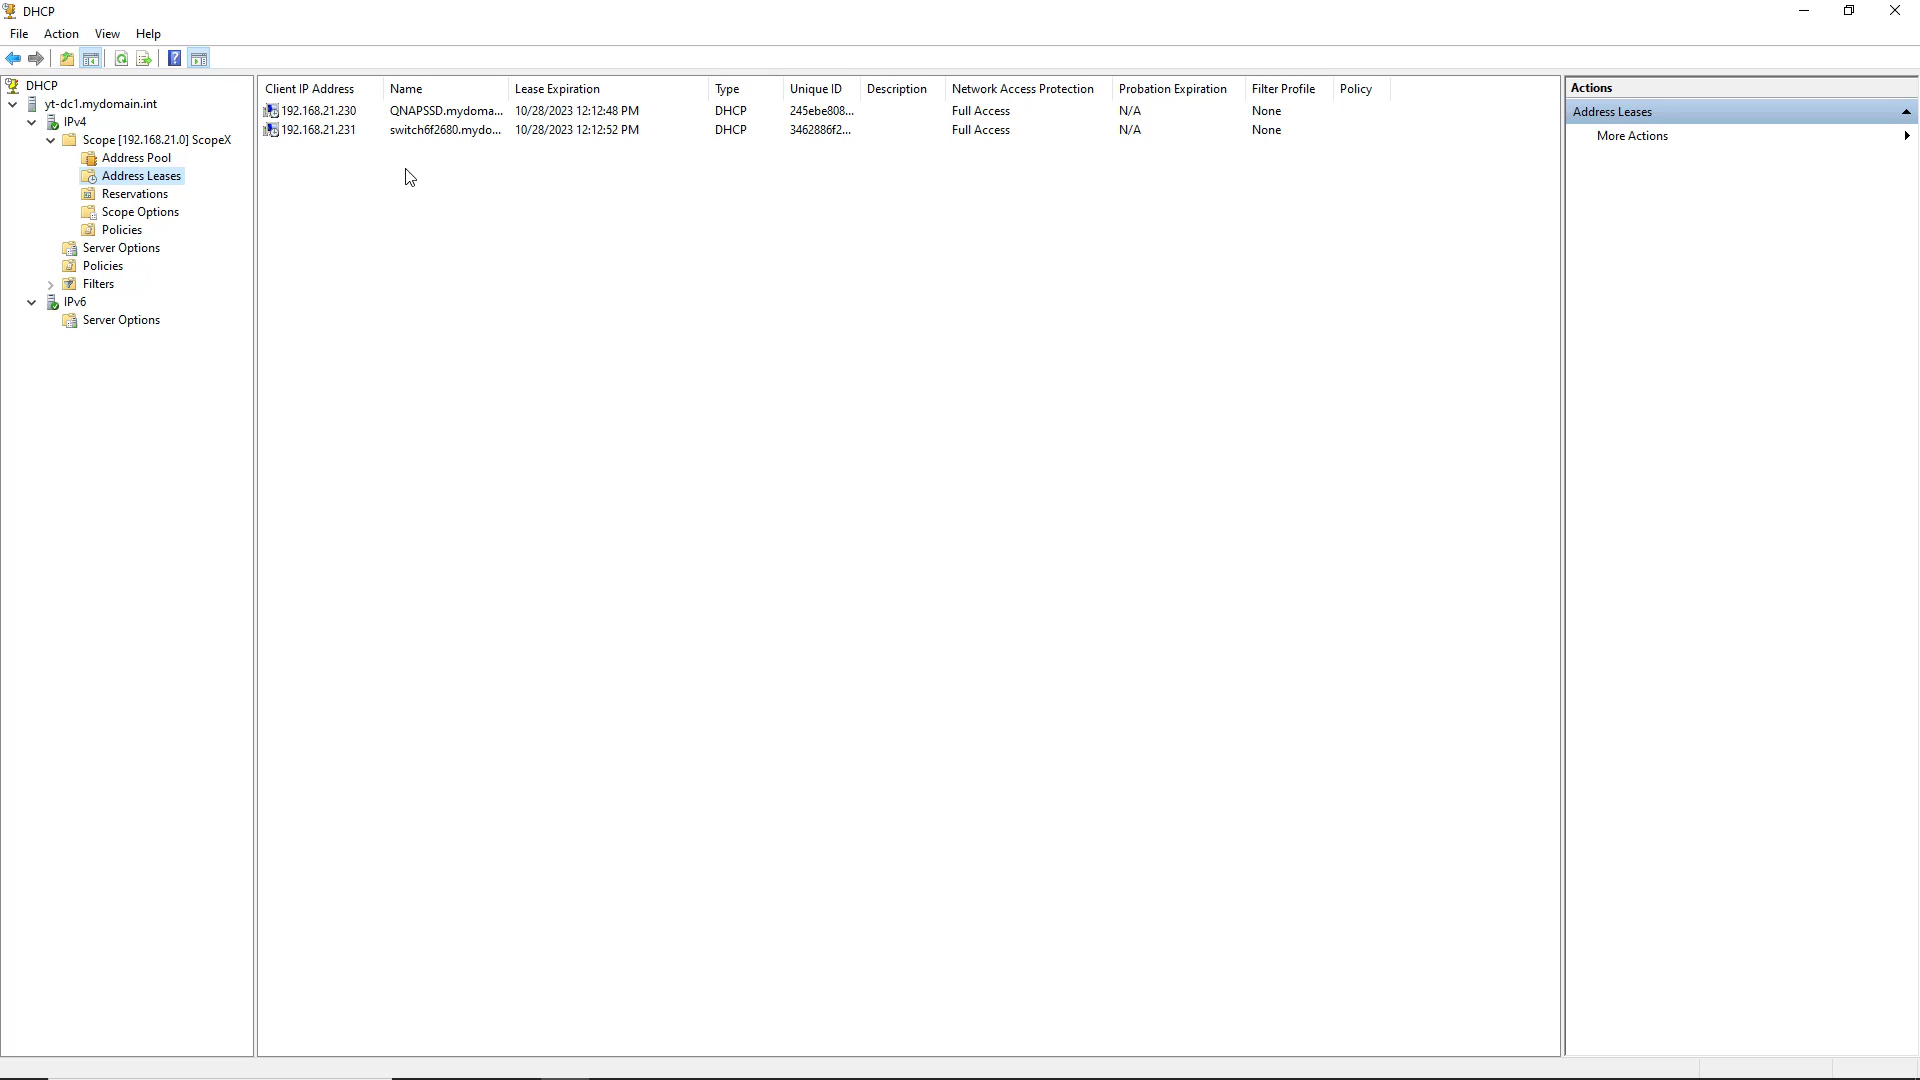 DHCP
File Action View Help
DHCP
yt-dc1.mydomain.int
IPv4
Scope [192.168.21.0] ScopeX
Address Pool
Address Leases
Reservations
Scope Options
Policies
Server Options
Policies
Filters
IPv6
Server Options
Client IP Address Name Lease Expiration Type Unique ID Description Network Access Protection Probation Expiration Filter Profile Policy
192.168.21.230 QNAPSSD.mydoma... 10/28/2023 12:12:48 PM DHCP 245ebe808... Full Access N/A None
192.168.21.231 switch6f2680.mydo... 10/28/2023 12:12:52 PM DHCP 3462886f2... Full Access N/A None
Actions
Address Leases
More Actions